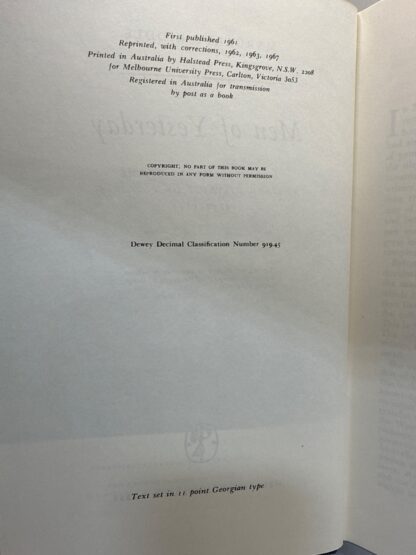 First published 1961
Reprinted, with corrections, 1962, 1963, 1967
Printed in Australia by Halstead Press, Kingsgrove, N.S.W. 2208
for Melbourne University Press, Carlton, Victoria 3053
Registered in Australia for transmission
by post as a book
Men of Yesterday
COPYRIGHT; NO PART OF THIS BOOK MAY BE
REPRODUCED IN ANY FORM WITHOUT PERMISSION
Dewey Decimal Classification Number 919.45
Text set in 11 point Georgian type